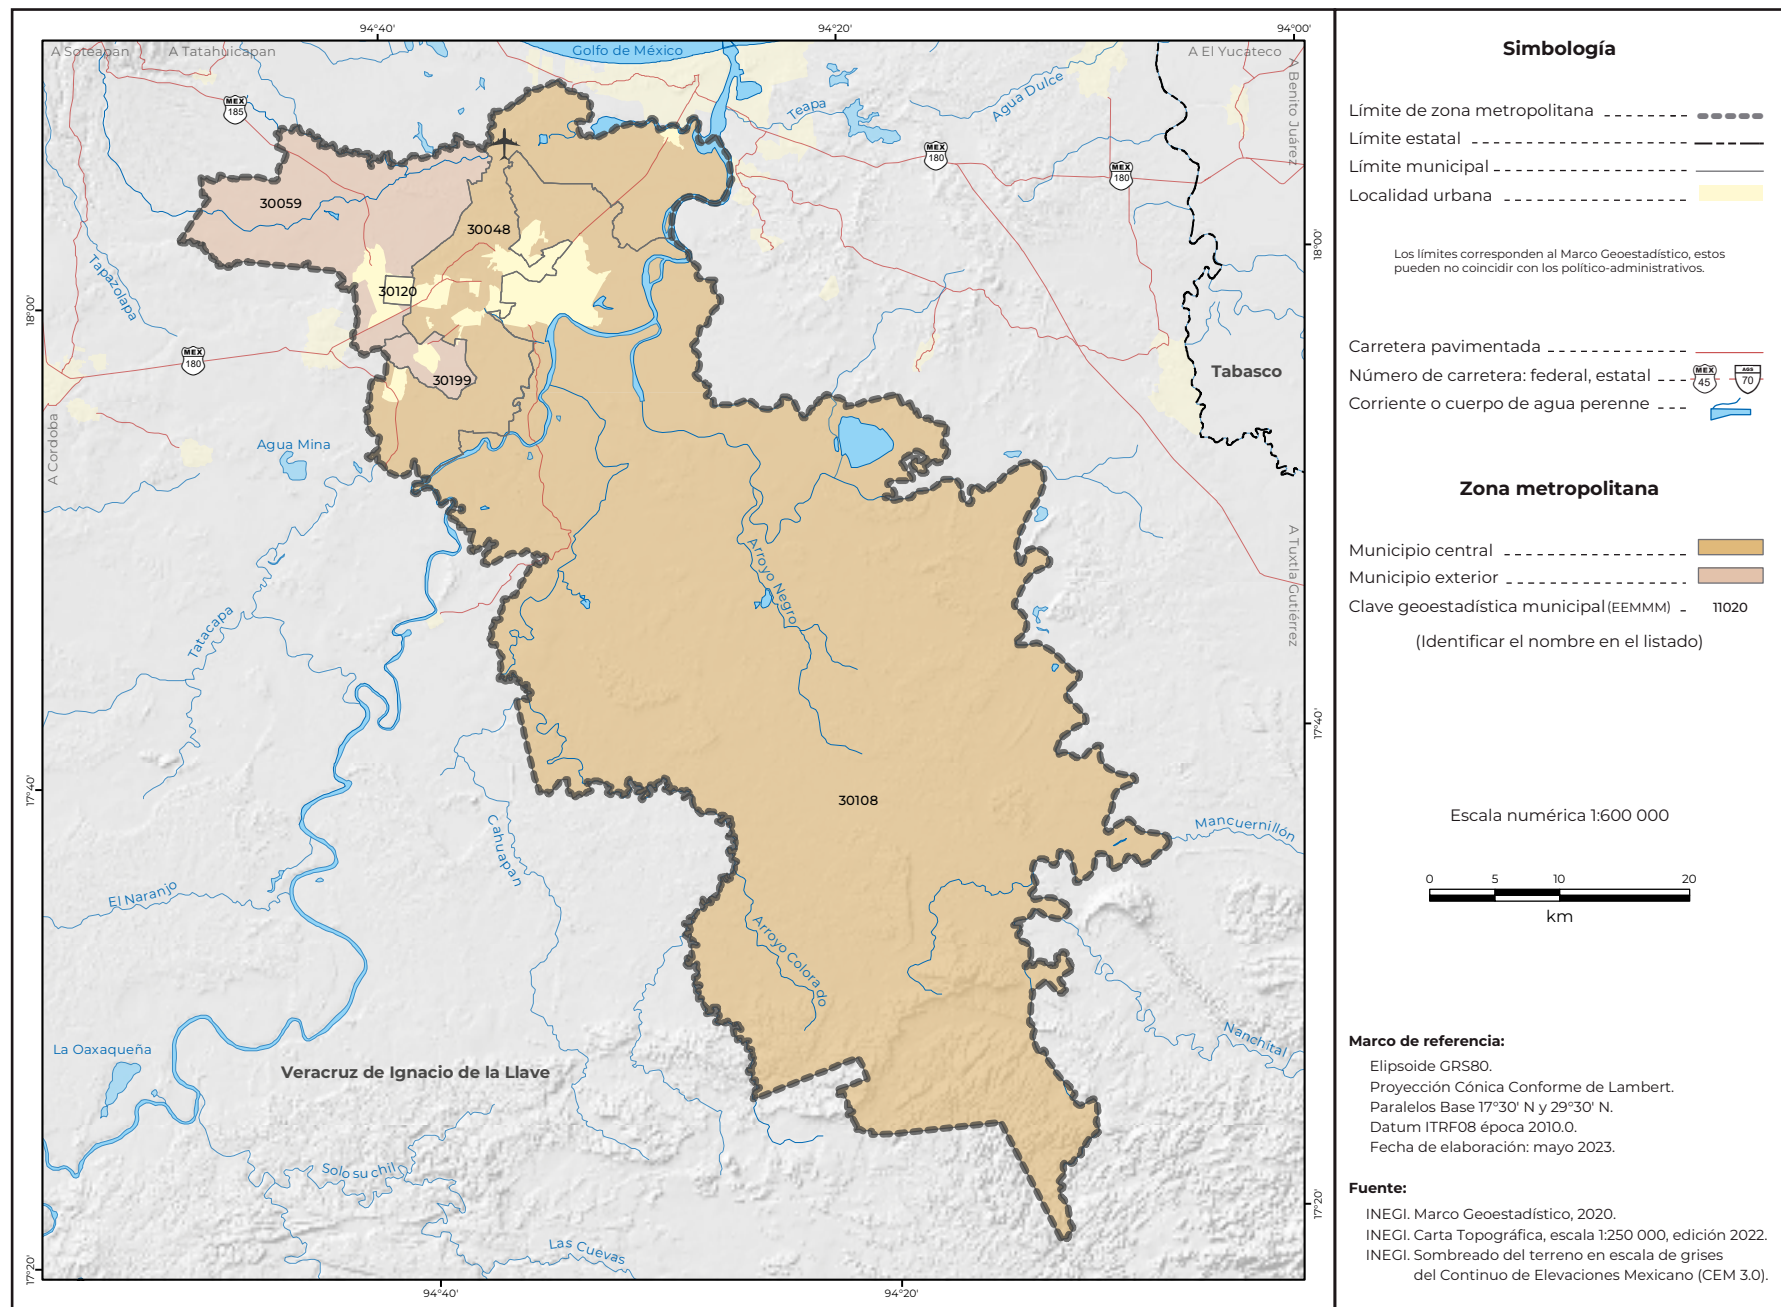 94°40'
94°20'
94°00'
A Soteapan
A Tatahuicapan
Golfo de México
A El Yucateco
A Benito Juárez
MEX
185
Teapa
Agua Dulce
MEX
180
MEX
180
30059
30048
18°00'
Tapazolapa
30120
18°00'
MEX
180
30199
Tabasco
A Cordoba
Agua Mina
A Tuxtla Gutiérrez
Arroyo Negro
Tatacapa
17°40'
17°40'
30108
Cahuapan
Mancuernillón
El Naranjo
Arroyo Colorado
Nanchital
La Oaxaqueña
Veracruz de Ignacio de la Llave
Solosuchil
Las Cuevas
17°20'
17°20'
94°40'
94°20'
Simbología
Límite de zona metropolitana
Límite estatal
Límite municipal
Localidad urbana
Los límites corresponden al Marco Geoestadístico, estos
pueden no coincidir con los político-administrativos.
Carretera pavimentada
Número de carretera: federal, estatal MEX 45 AGS 70
Corriente o cuerpo de agua perenne
Zona metropolitana
Municipio central
Municipio exterior
Clave geoestadística municipal (EEMMM) 11020
(Identificar el nombre en el listado)
Escala numérica 1:600 000
0 5 10 20
km
Marco de referencia:
Elipsoide GRS80.
Proyección Cónica Conforme de Lambert.
Paralelos Base 17°30' N y 29°30' N.
Datum ITRF08 época 2010.0.
Fecha de elaboración: mayo 2023.
Fuente:
INEGI. Marco Geoestadístico, 2020.
INEGI. Carta Topográfica, escala 1:250 000, edición 2022.
INEGI. Sombreado del terreno en escala de grises
del Continuo de Elevaciones Mexicano (CEM 3.0).